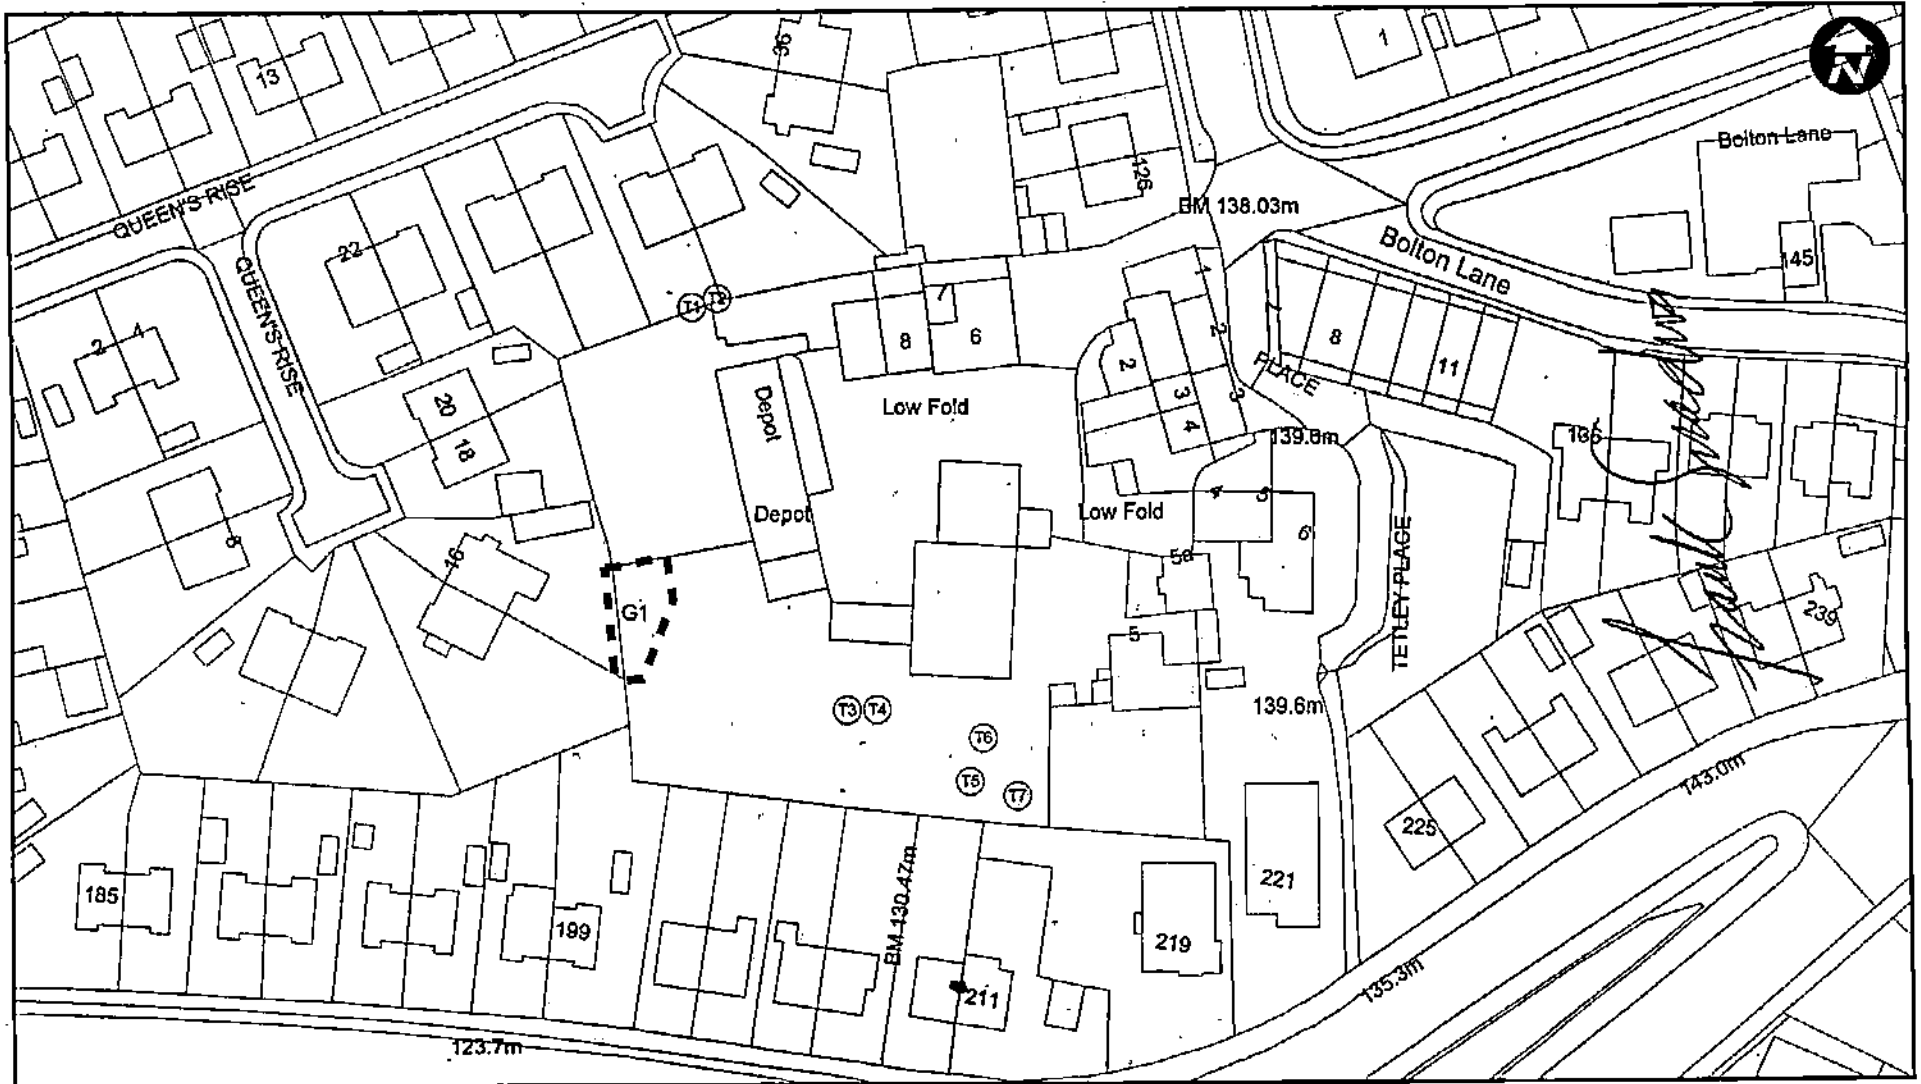 13
36
1
N
Bolton Lane
126
QUEEN'S RISE
BM 138.03m
22
Bolton Lane
145
QUEEN'S RISE
T1
T2
1
7
2
4
8
6
2
8
11
PLACE
2
3
3
4
20
18
Depot
Low Fold
139.6m
Depot
Low Fold
4
5
6
8
16
5a
TETLEY PLACE
G1
5
239
T3
T4
139.6m
T6
T5
T7
143.0m
225
185
199
BM 130.47m
221
219
211
135.3m
123.7m